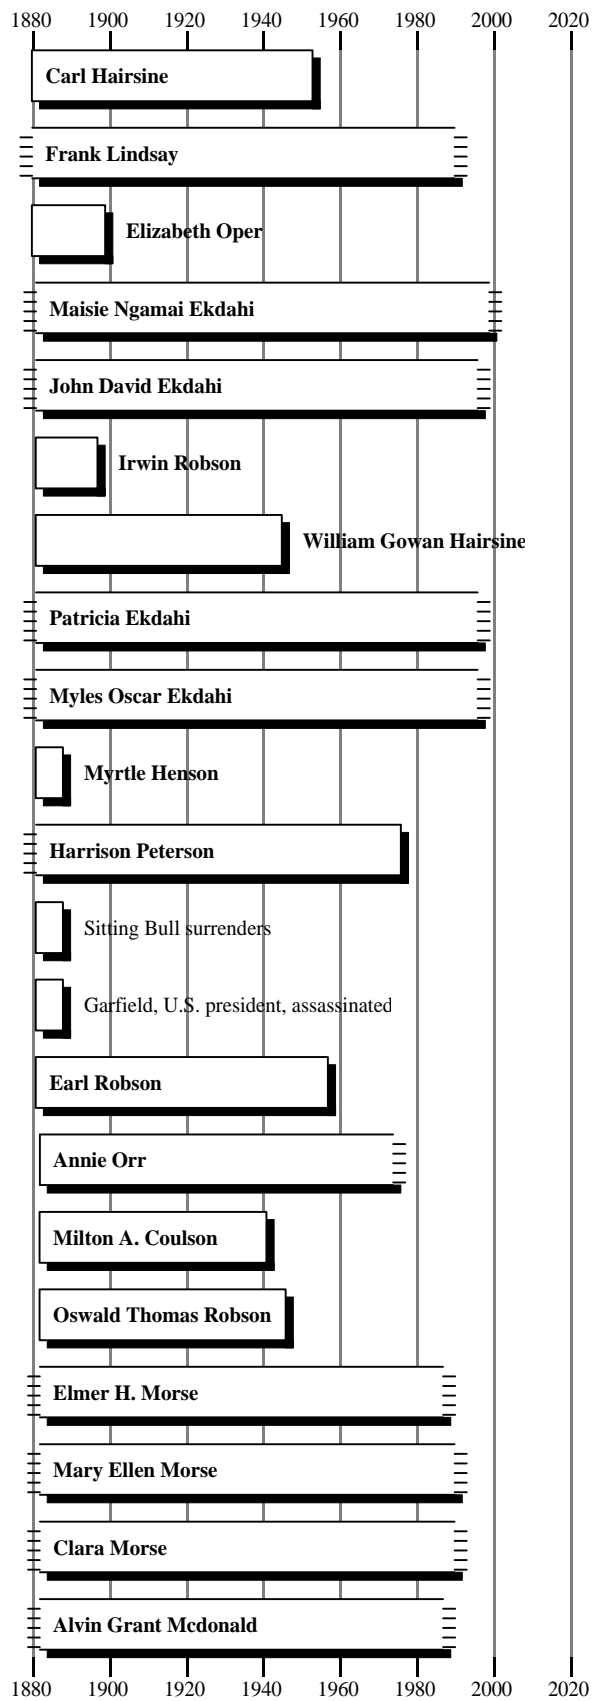 1880 1900 1920 1940 1960 1980 2000 2020
Carl Hairsine
Frank Lindsay
Elizabeth Oper
Maisie Ngamai Ekdahi
John David Ekdahi
Irwin Robson
William Gowan Hairsine
Patricia Ekdahi
Myles Oscar Ekdahi
Myrtle Henson
Harrison Peterson
Sitting Bull surrenders
Garfield, U.S. president, assassinated
Earl Robson
Annie Orr
Milton A. Coulson
Oswald Thomas Robson
Elmer H. Morse
Mary Ellen Morse
Clara Morse
Alvin Grant Mcdonald
1880 1900 1920 1940 1960 1980 2000 2020